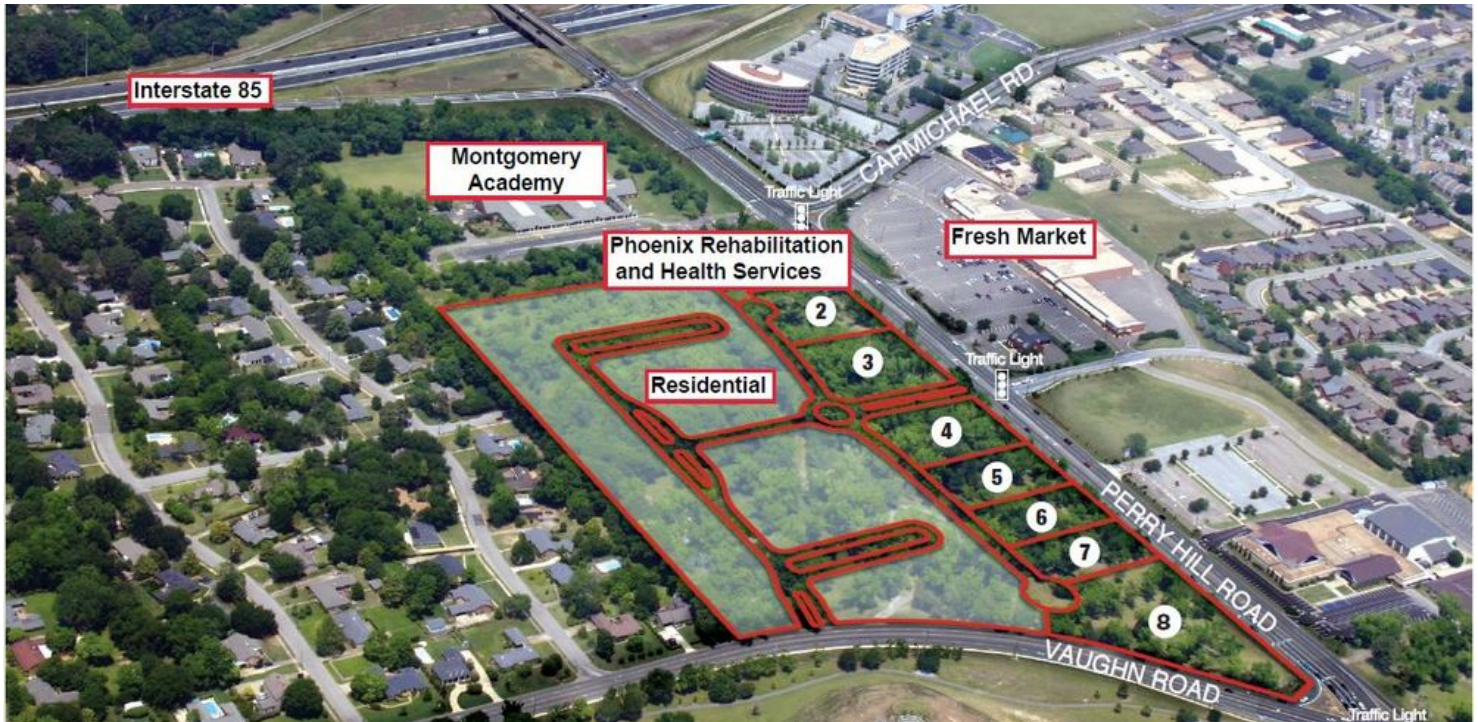 Interstate 85
Montgomery
Academy
CARMICHAEL RD
Traffic Light
Phoenix Rehabilitation
and Health Services
Fresh Market
2
3
Traffic Light
Residential
4
5
6
7
PERRY HILL ROAD
8
VAUGHN ROAD
Traffic Light